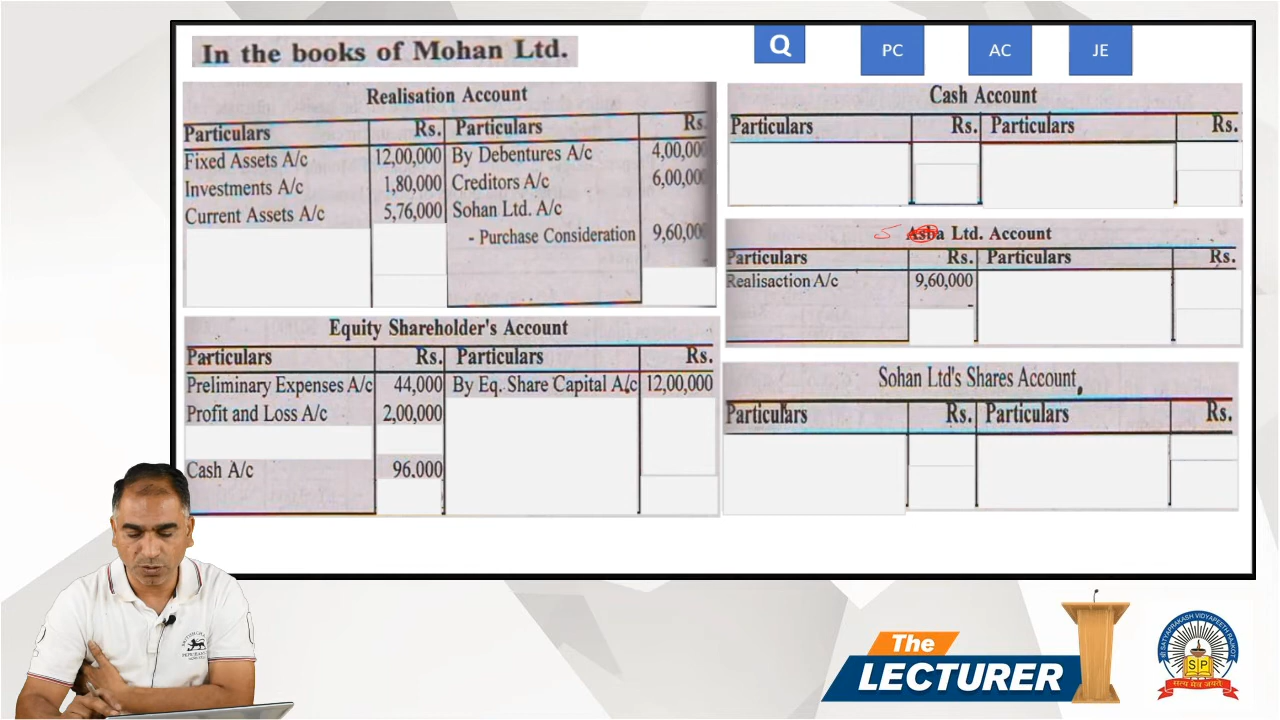 In the books of Mohan Ltd.
Q
PC
AC
JE
Realisation Account
Particulars Rs. Particulars Rs.
Fixed Assets A/c 12,00,000 By Debentures A/c 4,00,000
Investments A/c 1,80,000 Creditors A/c 6,00,000
Current Assets A/c 5,76,000 Sohan Ltd. A/c
- Purchase Consideration 9,60,000
Equity Shareholder's Account
Particulars Rs. Particulars Rs.
Preliminary Expenses A/c 44,000 By Eq. Share Capital A/c 12,00,000
Profit and Loss A/c 2,00,000
Cash A/c 96,000
Cash Account
Particulars Rs. Particulars Rs.
S Asba Ltd. Account
Particulars Rs. Particulars Rs.
Realisaction A/c 9,60,000
Sohan Ltd's Shares Account
Particulars Rs. Particulars Rs.
The
LECTURER
SP